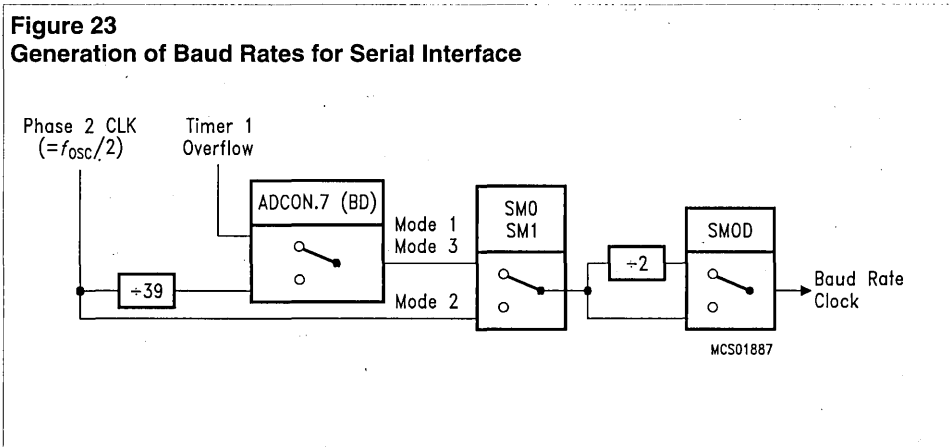 Figure 23
Generation of Baud Rates for Serial Interface
Phase 2 CLK
(=fOSC/2)
Timer 1
Overflow
ADCON.7 (BD)
Mode 1
Mode 3
SM0
SM1
SMOD
÷2
÷39
Mode 2
Baud Rate
Clock
MCS01887